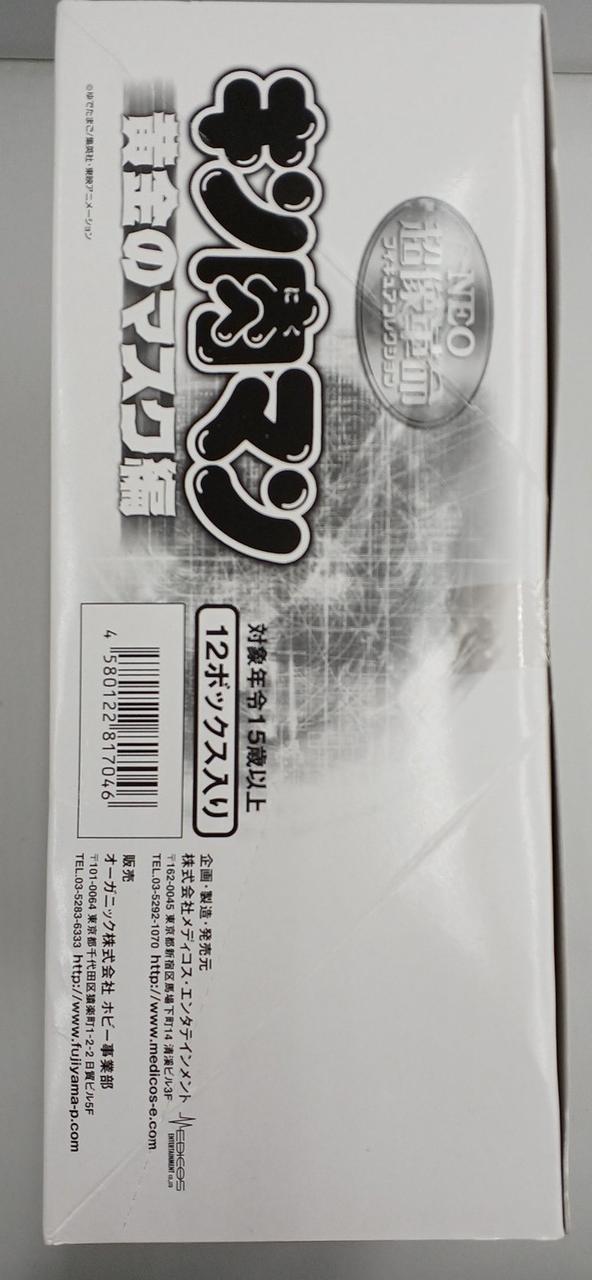 NEO
超像革命
フィギュアコレクション
キン肉マン
にく
黄金のマスク編
©ゆでたまご/集英社・東映アニメーション
対象年令15歳以上
12ボックス入り
4 580122 817046
企画・製造・発売元
株式会社メディコス・エンタテインメント
〒162-0045 東京都新宿区馬場下町14 清渓ビル3F
TEL.03-5292-1070 http://www.medicos-e.com
MEDICOS
ENTERTAINMENT co.,ltd
販売
オーガニック株式会社 ホビー事業部
〒101-0064 東京都千代田区猿楽町1-2-2 日貿ビル5F
TEL.03-5283-6333 http://www.fujiyama-p.com